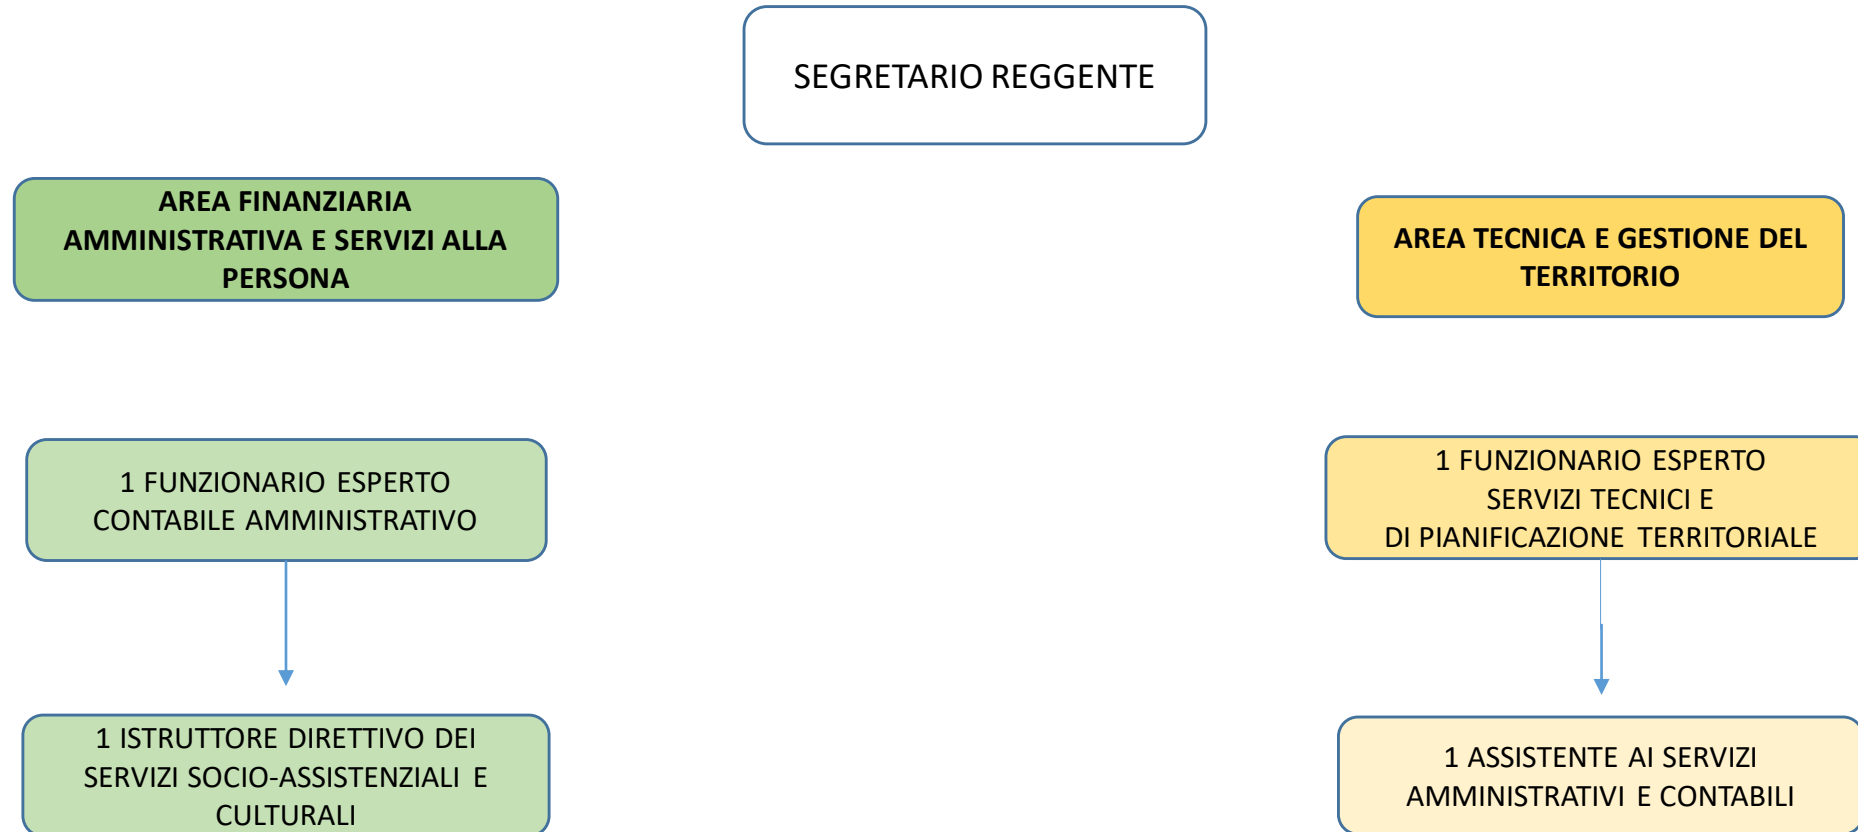 SEGRETARIO REGGENTE
AREA FINANZIARIA
AMMINISTRATIVA E SERVIZI ALLA
PERSONA
AREA TECNICA E GESTIONE DEL
TERRITORIO
1 FUNZIONARIO ESPERTO
CONTABILE AMMINISTRATIVO
1 FUNZIONARIO ESPERTO
SERVIZI TECNICI E
DI PIANIFICAZIONE TERRITORIALE
1 ISTRUTTORE DIRETTIVO DEI
SERVIZI SOCIO-ASSISTENZIALI E
CULTURALI
1 ASSISTENTE AI SERVIZI
AMMINISTRATIVI E CONTABILI